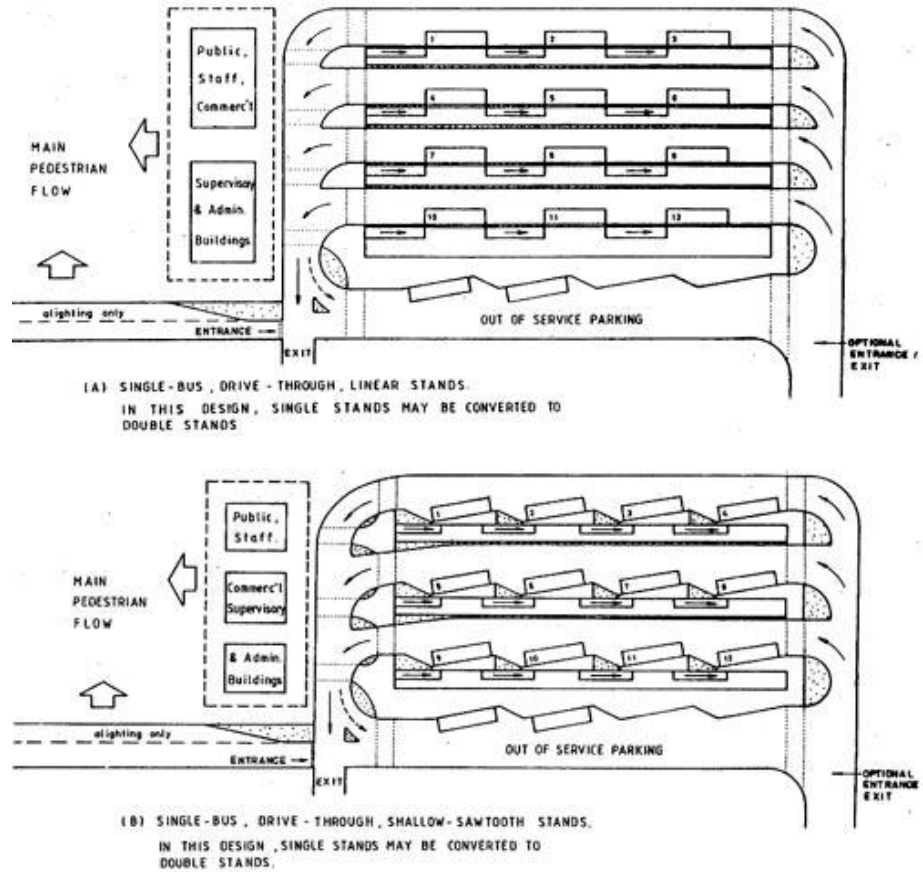 Public,
Staff,
Commerc't
MAIN
PEDESTRIAN
FLOW
Supervisory
& Admin.
Buildings.
1
2
3
4
5
6
7
8
9
10
11
12
alighting only
ENTRANCE
EXIT
OUT OF SERVICE PARKING
OPTIONAL
ENTRANCE /
EXIT
(A) SINGLE-BUS, DRIVE-THROUGH, LINEAR STANDS.
IN THIS DESIGN, SINGLE STANDS MAY BE CONVERTED TO
DOUBLE STANDS
Public,
Staff.
Commerc'l
Supervisory
& Admin.
Buildings
MAIN
PEDESTRIAN
FLOW
1
2
3
4
5
6
7
8
9
10
11
12
alighting only
ENTRANCE
EXIT
OUT OF SERVICE PARKING
OPTIONAL
ENTRANCE
EXIT
(B) SINGLE-BUS, DRIVE-THROUGH, SHALLOW-SAWTOOTH STANDS.
IN THIS DESIGN, SINGLE STANDS MAY BE CONVERTED TO
DOUBLE STANDS.